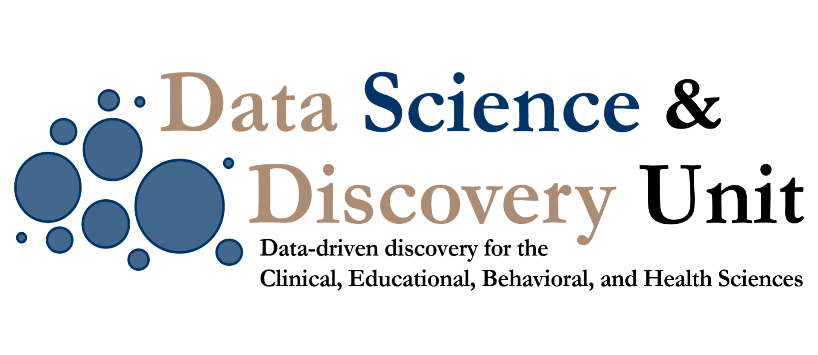 Data Science &
Discovery Unit
Data-driven discovery for the
Clinical, Educational, Behavioral, and Health Sciences